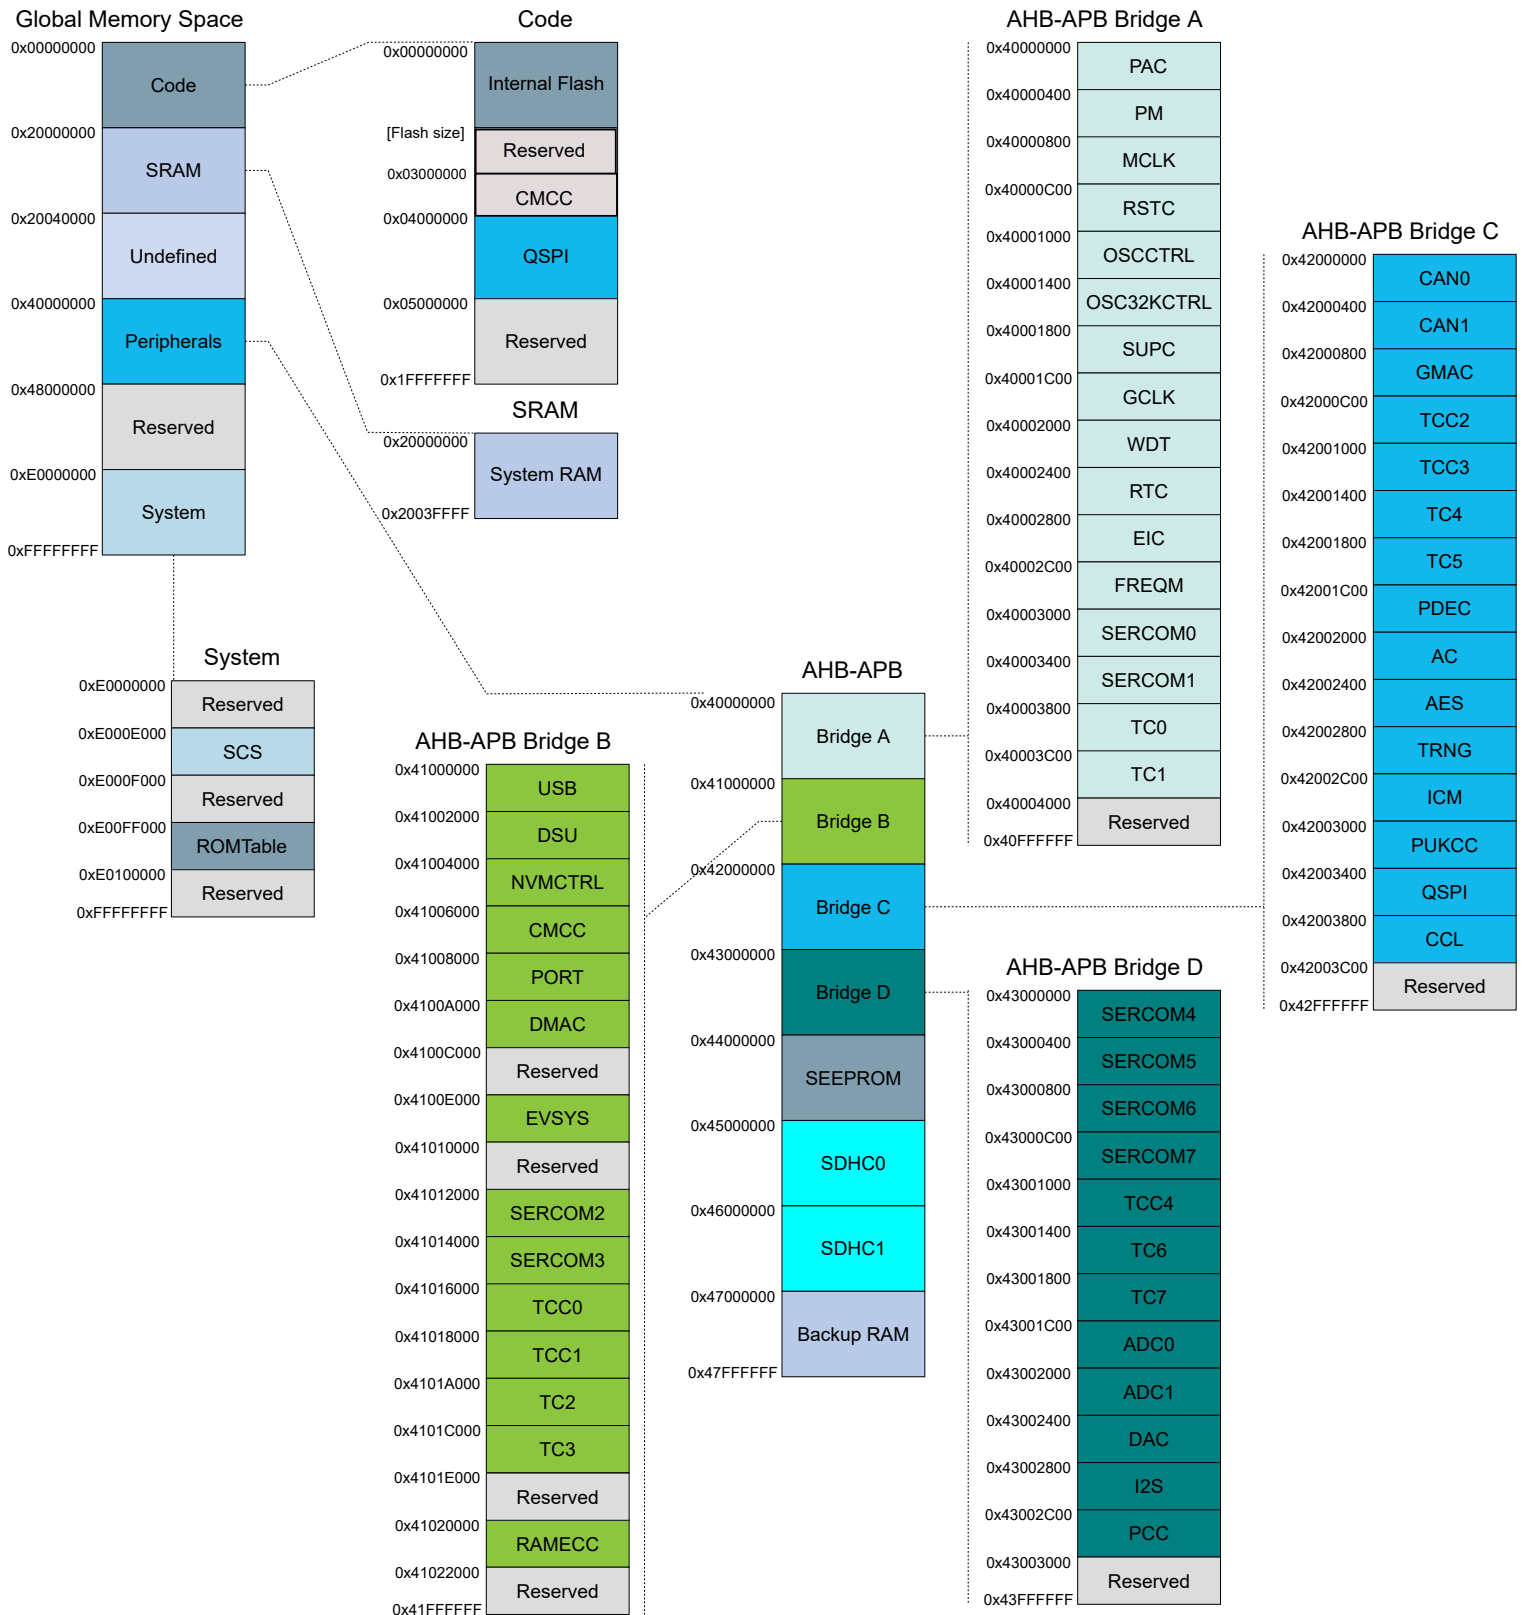 Global Memory Space
0x00000000
Code
0x20000000
SRAM
0x20040000
Undefined
0x40000000
Peripherals
0x48000000
Reserved
0xE0000000
System
0xFFFFFFFF
Code
0x00000000
Internal Flash
[Flash size]
Reserved
0x03000000
CMCC
0x04000000
QSPI
0x05000000
Reserved
0x1FFFFFFF
SRAM
0x20000000
System RAM
0x2003FFFF
System
0xE0000000
Reserved
0xE000E000
SCS
0xE000F000
Reserved
0xE00FF000
ROMTable
0xE0100000
Reserved
0xFFFFFFFF
AHB-APB
0x40000000
Bridge A
0x41000000
Bridge B
0x42000000
Bridge C
0x43000000
Bridge D
0x44000000
SEEPROM
0x45000000
SDHC0
0x46000000
SDHC1
0x47000000
Backup RAM
0x47FFFFFF
AHB-APB Bridge A
0x40000000
PAC
0x40000400
PM
0x40000800
MCLK
0x40000C00
RSTC
0x40001000
OSCCTRL
0x40001400
OSC32KCTRL
0x40001800
SUPC
0x40001C00
GCLK
0x40002000
WDT
0x40002400
RTC
0x40002800
EIC
0x40002C00
FREQM
0x40003000
SERCOM0
0x40003400
SERCOM1
0x40003800
TC0
0x40003C00
TC1
0x40004000
Reserved
0x40FFFFFF
AHB-APB Bridge B
0x41000000
USB
0x41002000
DSU
0x41004000
NVMCTRL
0x41006000
CMCC
0x41008000
PORT
0x4100A000
DMAC
0x4100C000
Reserved
0x4100E000
EVSYS
0x41010000
Reserved
0x41012000
SERCOM2
0x41014000
SERCOM3
0x41016000
TCC0
0x41018000
TCC1
0x4101A000
TC2
0x4101C000
TC3
0x4101E000
Reserved
0x41020000
RAMECC
0x41022000
Reserved
0x41FFFFFF
AHB-APB Bridge C
0x42000000
CAN0
0x42000400
CAN1
0x42000800
GMAC
0x42000C00
TCC2
0x42001000
TCC3
0x42001400
TC4
0x42001800
TC5
0x42001C00
PDEC
0x42002000
AC
0x42002400
AES
0x42002800
TRNG
0x42002C00
ICM
0x42003000
PUKCC
0x42003400
QSPI
0x42003800
CCL
0x42003C00
Reserved
0x42FFFFFF
AHB-APB Bridge D
0x43000000
SERCOM4
0x43000400
SERCOM5
0x43000800
SERCOM6
0x43000C00
SERCOM7
0x43001000
TCC4
0x43001400
TC6
0x43001800
TC7
0x43001C00
ADC0
0x43002000
ADC1
0x43002400
DAC
0x43002800
I2S
0x43002C00
PCC
0x43003000
Reserved
0x43FFFFFF